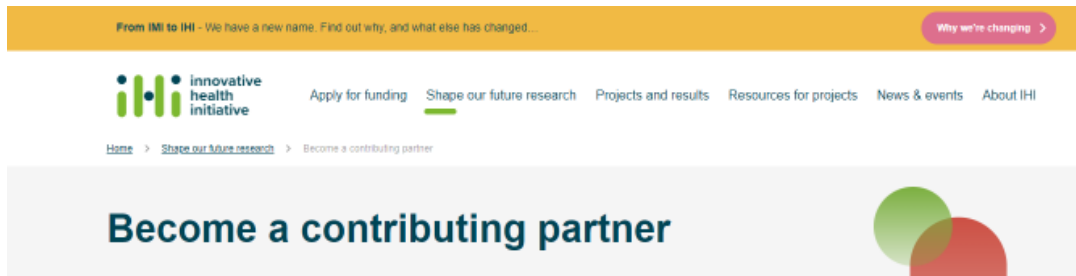 From IMI to IHI - We have a new name. Find out why, and what else has changed...
Why we're changing >
innovative
health
initiative
Apply for funding Shape our future research Projects and results Resources for projects News & events About IHI
Home > Shape our future research > Become a contributing partner
Become a contributing partner